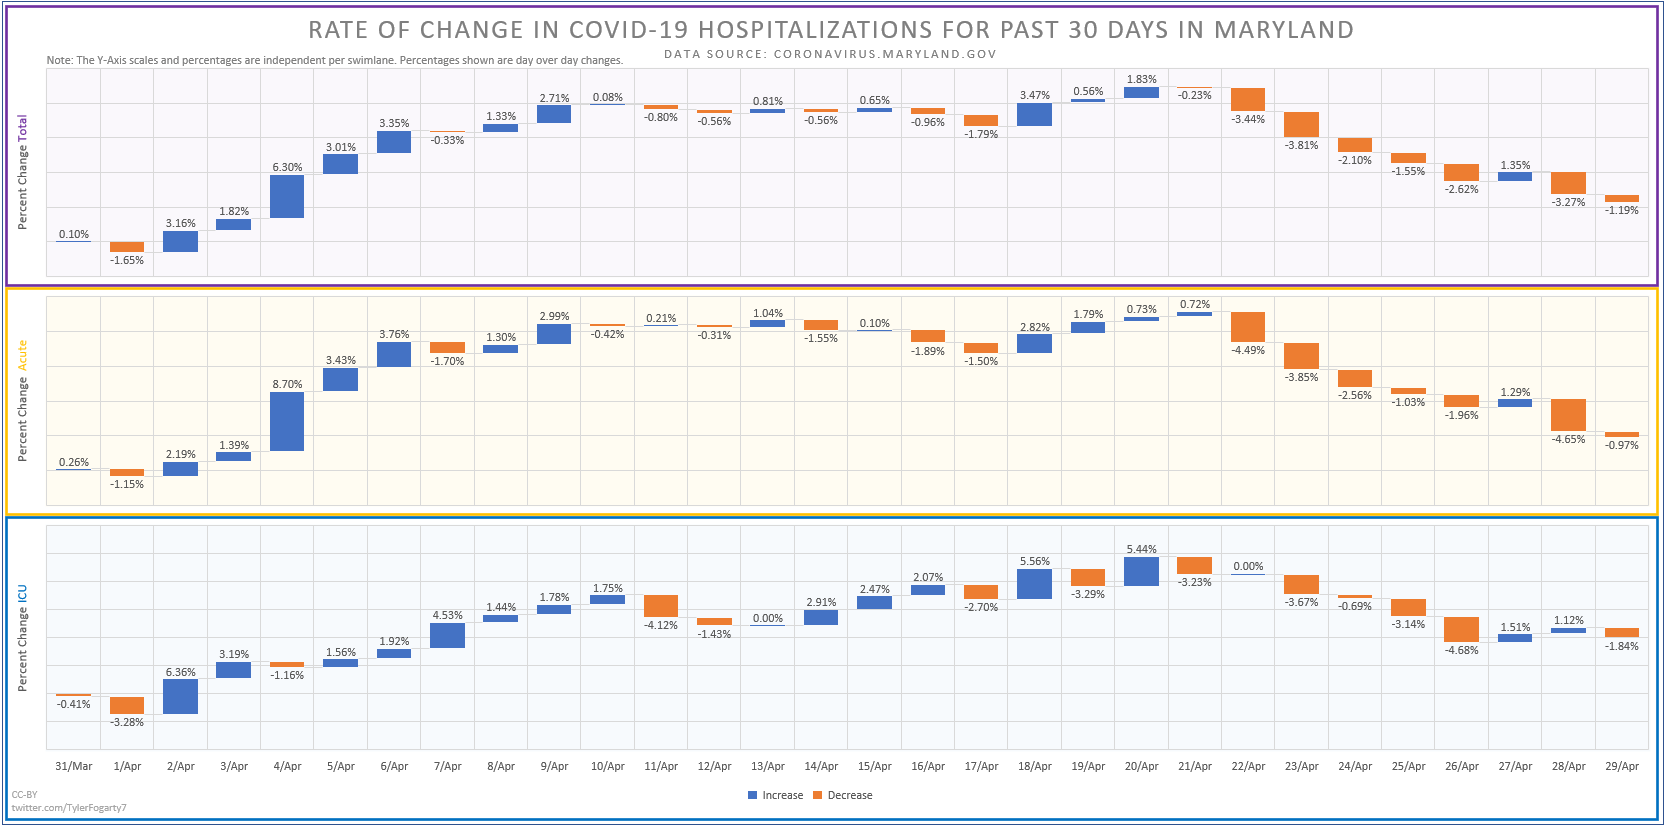 RATE OF CHANGE IN COVID-19 HOSPITALIZATIONS FOR PAST 30 DAYS IN MARYLAND
DATA SOURCE: CORONAVIRUS.MARYLAND.GOV
Note: The Y-Axis scales and percentages are independent per swimlane. Percentages shown are day over day changes.
Percent Change Total
0.10% -1.65% 3.16% 1.82% 6.30% 3.01% 3.35% -0.33% 1.33% 2.71% 0.08% -0.80% -0.56% 0.81% -0.56% 0.65% -0.96% -1.79% 3.47% 0.56% 1.83% -0.23% -3.44% -3.81% -2.10% -1.55% -2.62% 1.35% -3.27% -1.19%
Percent Change Acute
0.26% -1.15% 2.19% 1.39% 8.70% 3.43% 3.76% -1.70% 1.30% 2.99% -0.42% 0.21% -0.31% 1.04% -1.55% 0.10% -1.89% -1.50% 2.82% 1.79% 0.73% 0.72% -4.49% -3.85% -2.56% -1.03% -1.96% 1.29% -4.65% -0.97%
Percent Change ICU
-0.41% -3.28% 6.36% 3.19% -1.16% 1.56% 1.92% 4.53% 1.44% 1.78% 1.75% -4.12% -1.43% 0.00% 2.91% 2.47% 2.07% -2.70% 5.56% -3.29% 5.44% -3.23% 0.00% -3.67% -0.69% -3.14% -4.68% 1.51% 1.12% -1.84%
31/Mar 1/Apr 2/Apr 3/Apr 4/Apr 5/Apr 6/Apr 7/Apr 8/Apr 9/Apr 10/Apr 11/Apr 12/Apr 13/Apr 14/Apr 15/Apr 16/Apr 17/Apr 18/Apr 19/Apr 20/Apr 21/Apr 22/Apr 23/Apr 24/Apr 25/Apr 26/Apr 27/Apr 28/Apr 29/Apr
Increase Decrease
CC-BY
twitter.com/TylerFogarty7